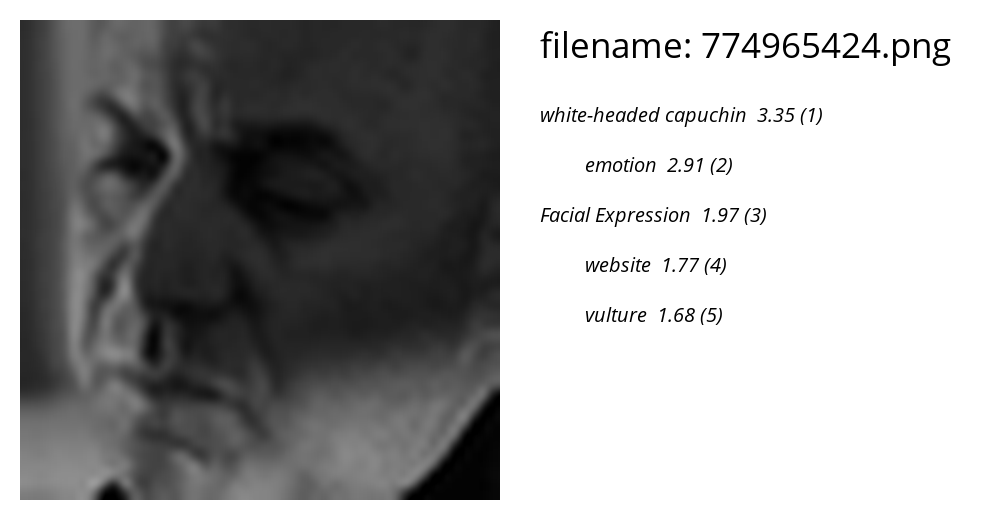 filename: 774965424.png
white-headed capuchin 3.35 (1)
emotion 2.91 (2)
Facial Expression 1.97 (3)
website 1.77 (4)
vulture 1.68 (5)